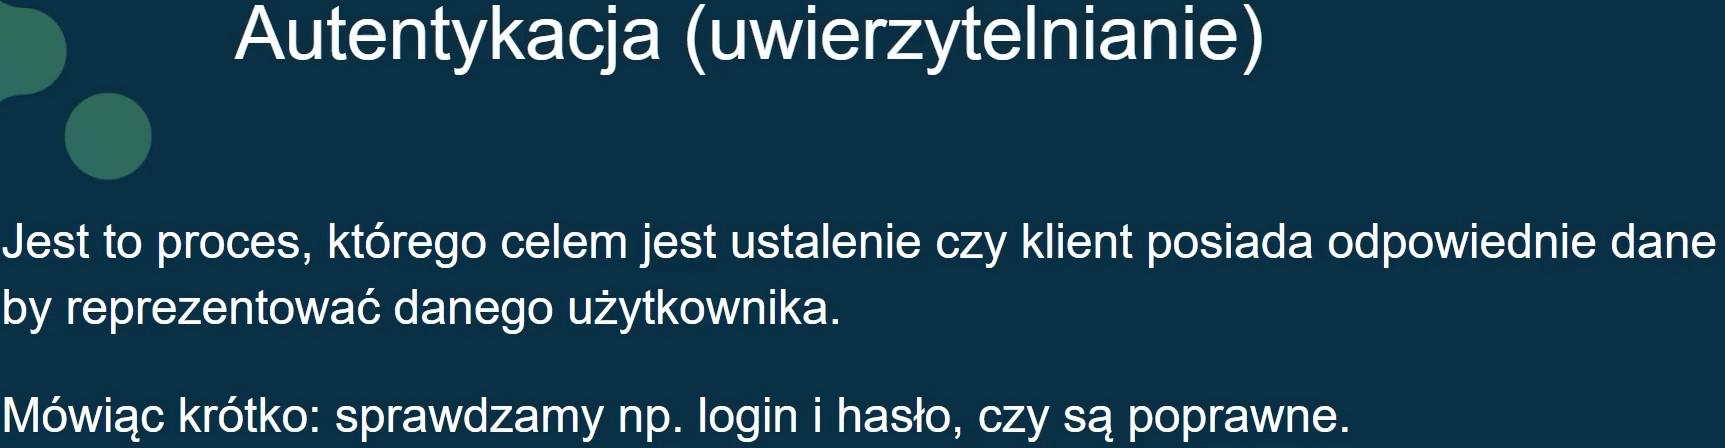 Autentykacja (uwierzytelnianie)
Jest to proces, którego celem jest ustalenie czy klient posiada odpowiednie dane
by reprezentować danego użytkownika.
Mówiąc krótko: sprawdzamy np. login i hasło, czy są poprawne.